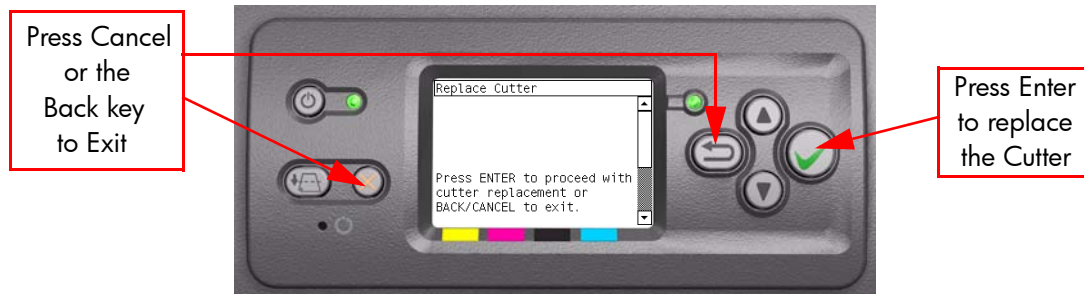 Press Cancel
or the
Back key
to Exit
Replace Cutter
Press ENTER to proceed with
cutter replacement or
BACK/CANCEL to exit.
Press Enter
to replace
the Cutter